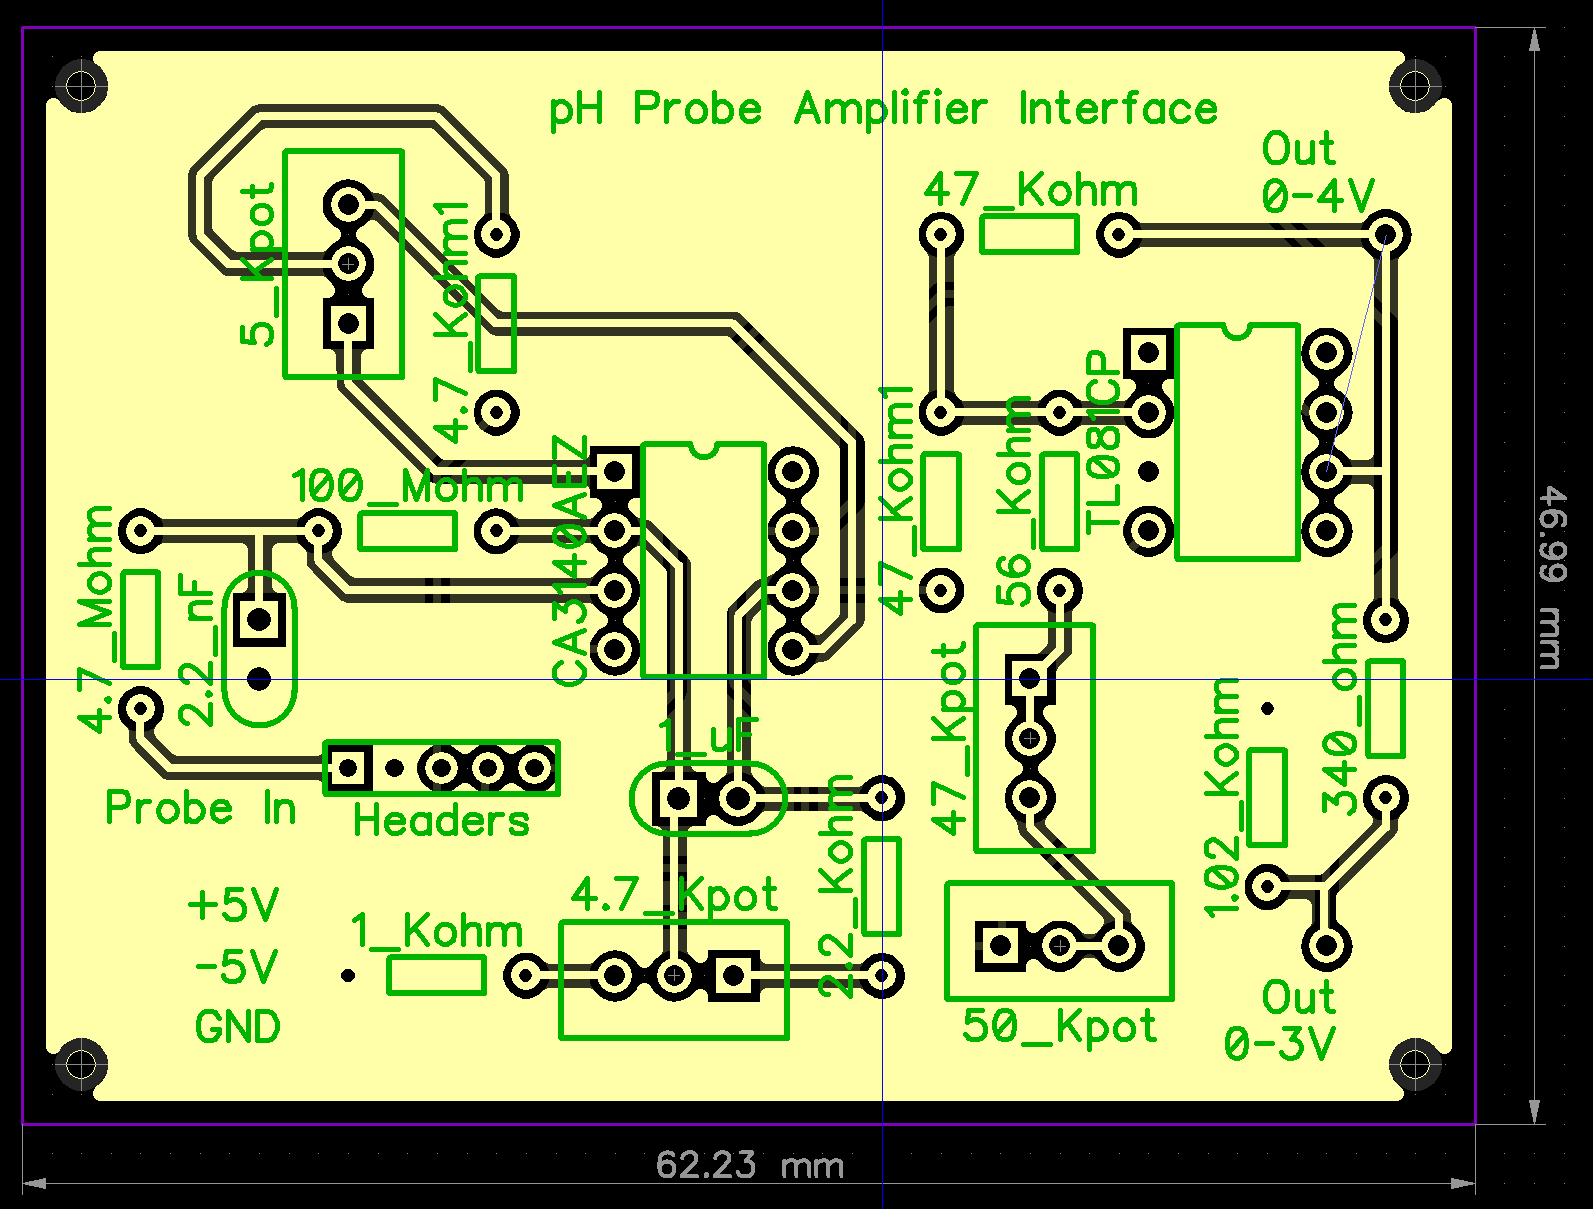 pH Probe Amplifier Interface
Out
0-4V
47_Kohm
5_Kpot
4.7_Kohm1
TL081CP
47_Kohm1
56_Kohm
100_Mohm
CA3140AEZ
4.7_Mohm
2.2_nF
46.99 mm
47_Kpot
340_ohm
1.02_Kohm
1_uF
Probe In
Headers
2.2_Kohm
4.7_Kpot
+5V
1_Kohm
-5V
GND
50_Kpot
Out
0-3V
62.23 mm